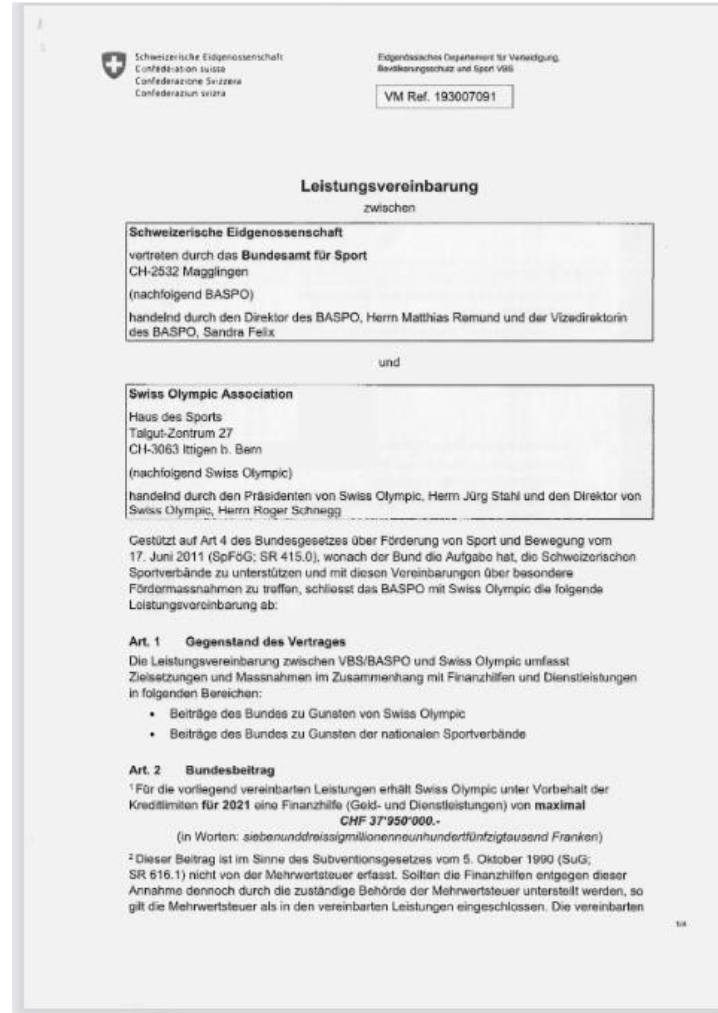 Schweizerische Eidgenossenschaft
Confédération suisse
Confederazione Svizzera
Confederaziun svizra
Eidgenössisches Departement für Verteidigung,
Bevölkerungsschutz und Sport VBS
VM Ref. 193007091
Leistungsvereinbarung
zwischen
Schweizerische Eidgenossenschaft
vertreten durch das Bundesamt für Sport
CH-2532 Magglingen
(nachfolgend BASPO)
handelnd durch den Direktor des BASPO, Herrn Matthias Remund und der Vizedirektorin
des BASPO, Sandra Felix
und
Swiss Olympic Association
Haus des Sports
Talgut-Zentrum 27
CH-3063 Ittigen b. Bern
(nachfolgend Swiss Olympic)
handelnd durch den Präsidenten von Swiss Olympic, Herrn Jürg Stahl und den Direktor von
Swiss Olympic, Herrn Roger Schnegg
Gestützt auf Art 4 des Bundesgesetzes über Förderung von Sport und Bewegung vom
17. Juni 2011 (SpFöG; SR 415.0), wonach der Bund die Aufgabe hat, die Schweizerischen
Sportverbände zu unterstützen und mit diesen Vereinbarungen über besondere
Fördermassnahmen zu treffen, schliesst das BASPO mit Swiss Olympic die folgende
Leistungsvereinbarung ab:
Art. 1 Gegenstand des Vertrages
Die Leistungsvereinbarung zwischen VBS/BASPO und Swiss Olympic umfasst
Zielsetzungen und Massnahmen im Zusammenhang mit Finanzhilfen und Dienstleistungen
in folgenden Bereichen:
• Beiträge des Bundes zu Gunsten von Swiss Olympic
• Beiträge des Bundes zu Gunsten der nationalen Sportverbände
Art. 2 Bundesbeitrag
¹ Für die vorliegend vereinbarten Leistungen erhält Swiss Olympic unter Vorbehalt der
Kreditlimiten für 2021 eine Finanzhilfe (Geld- und Dienstleistungen) von maximal
CHF 37'950'000.-
(in Worten: siebenunddreissigmillionenneunhundertfünfzigtausend Franken)
² Dieser Beitrag ist im Sinne des Subventionsgesetzes vom 5. Oktober 1990 (SuG;
SR 616.1) nicht von der Mehrwertsteuer erfasst. Sollten die Finanzhilfen entgegen dieser
Annahme dennoch durch die zuständige Behörde der Mehrwertsteuer unterstellt werden, so
gilt die Mehrwertsteuer als in den vereinbarten Leistungen eingeschlossen. Die vereinbarten
1/4